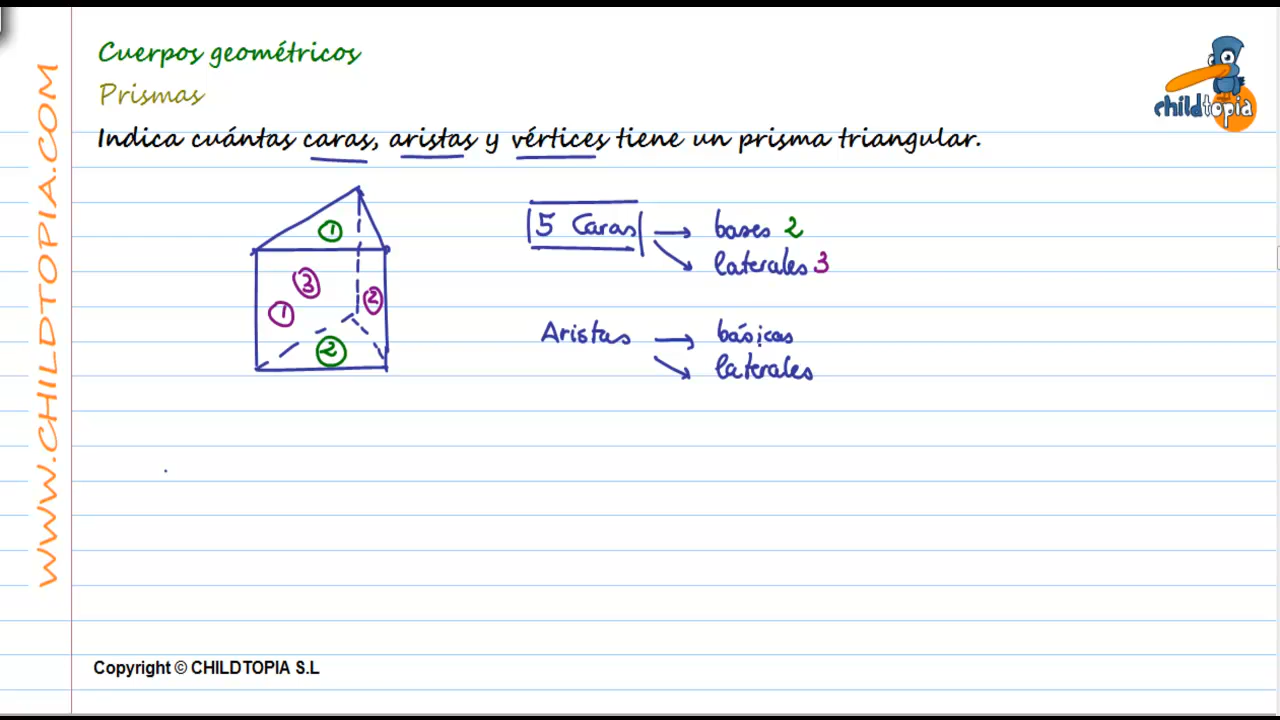 Cuerpos geométricos
Prismas
Indica cuántas caras, aristas y vértices tiene un prisma triangular.
childtopia
WWW.CHILDTOPIA.COM
1
3
1
2
2
5 Caras → bases 2
laterales 3
Aristas → básicas
laterales
Copyright © CHILDTOPIA S.L